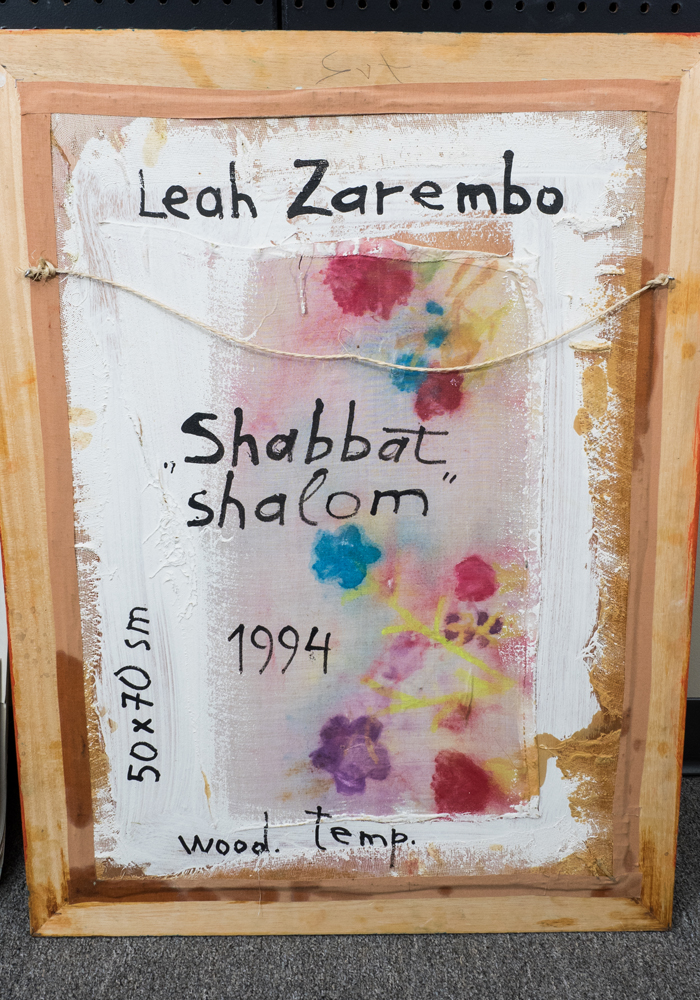 Leah Zarembo
„Shabbat
shalom"
1994
50x70 sm
wood. temp.